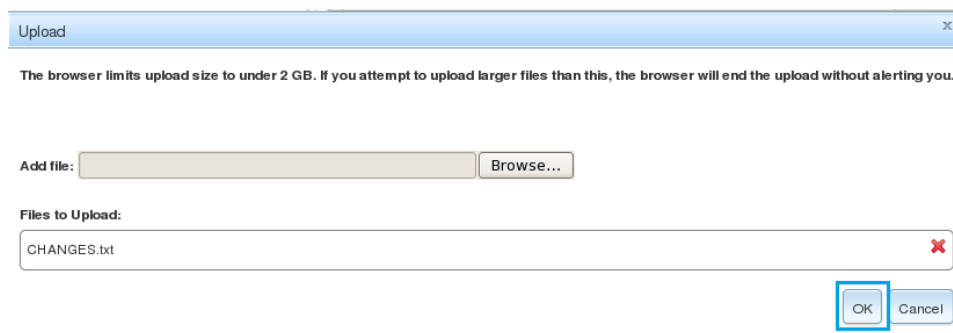 Upload
x
The browser limits upload size to under 2 GB. If you attempt to upload larger files than this, the browser will end the upload without alerting you.
Add file:
Browse...
Files to Upload:
CHANGES.txt
OK
Cancel